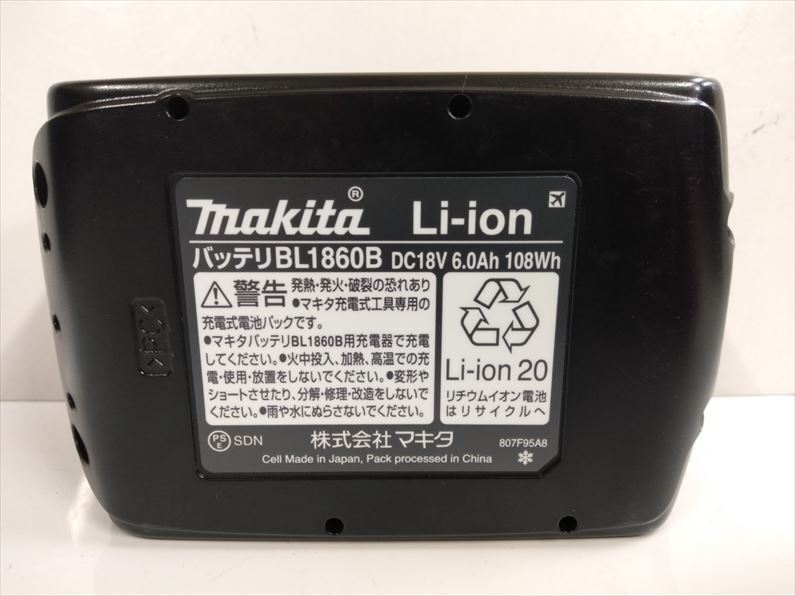 makita® Li-ion
バッテリBL1860B DC18V 6.0Ah 108Wh
警告 発熱・発火・破裂の恐れあり
●マキタ充電式工具専用の
充電式電池パックです。
●マキタバッテリBL1860B用充電器で充電
してください。●火中投入、加熱、高温での充
電・使用・放置をしないでください。●変形や
ショートさせたり、分解・修理・改造をしないで
ください。●雨や水にぬらさないでください。
Li-ion 20
リチウムイオン電池
はリサイクルへ
PSE SDN 株式会社マキタ 807F95A8
Cell Made in Japan, Pack processed in China
>PC<